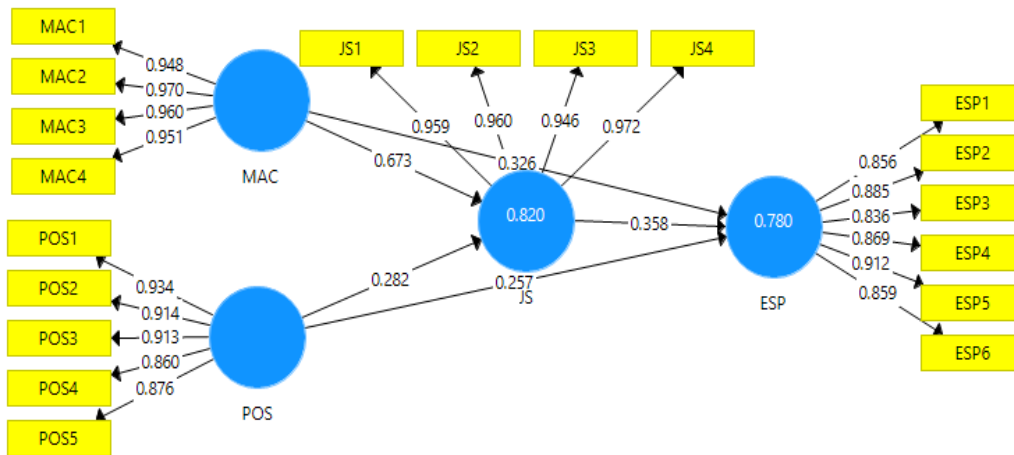 MAC1
MAC2
MAC3
MAC4
0.948
0.970
0.960
0.951
MAC
JS1
JS2
JS3
JS4
0.959
0.960
0.946
0.972
0.673
0.326
0.820
JS
0.358
0.282
0.257
POS1
POS2
POS3
POS4
POS5
0.934
0.914
0.913
0.860
0.876
POS
0.780
ESP
0.856
0.885
0.836
0.869
0.912
0.859
ESP1
ESP2
ESP3
ESP4
ESP5
ESP6